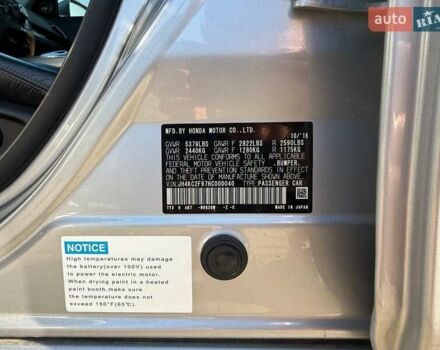 auto RIA
MFD.BY HONDA MOTOR CO.,LTD.
10/'16
GVWR 5379LBS GAWR F 2822LBS R 2590LBS
GVWR 2440KG GAWR F 1280KG R 1175KG
THIS VEHICLE CONFORMS TO ALL APPLICABLE
FEDERAL MOTOR VEHICLE SAFETY ,BUMPER,
AND THEFT PREVENTION STANDARDS IN EFFECT
ON THE DATE OF MANUFACTURE SHOWN ABOVE.
V.I.N:JH4KC2F97HC000040 TYPE:PASSENGER CAR
MADE IN JAPAN
NOTICE
High temperatures may damage
the battery(over 100V) used
to power the electric motor.
When drying paint in a heated
paint booth,make sure
the temperature does not
exceed 150°F(65℃).